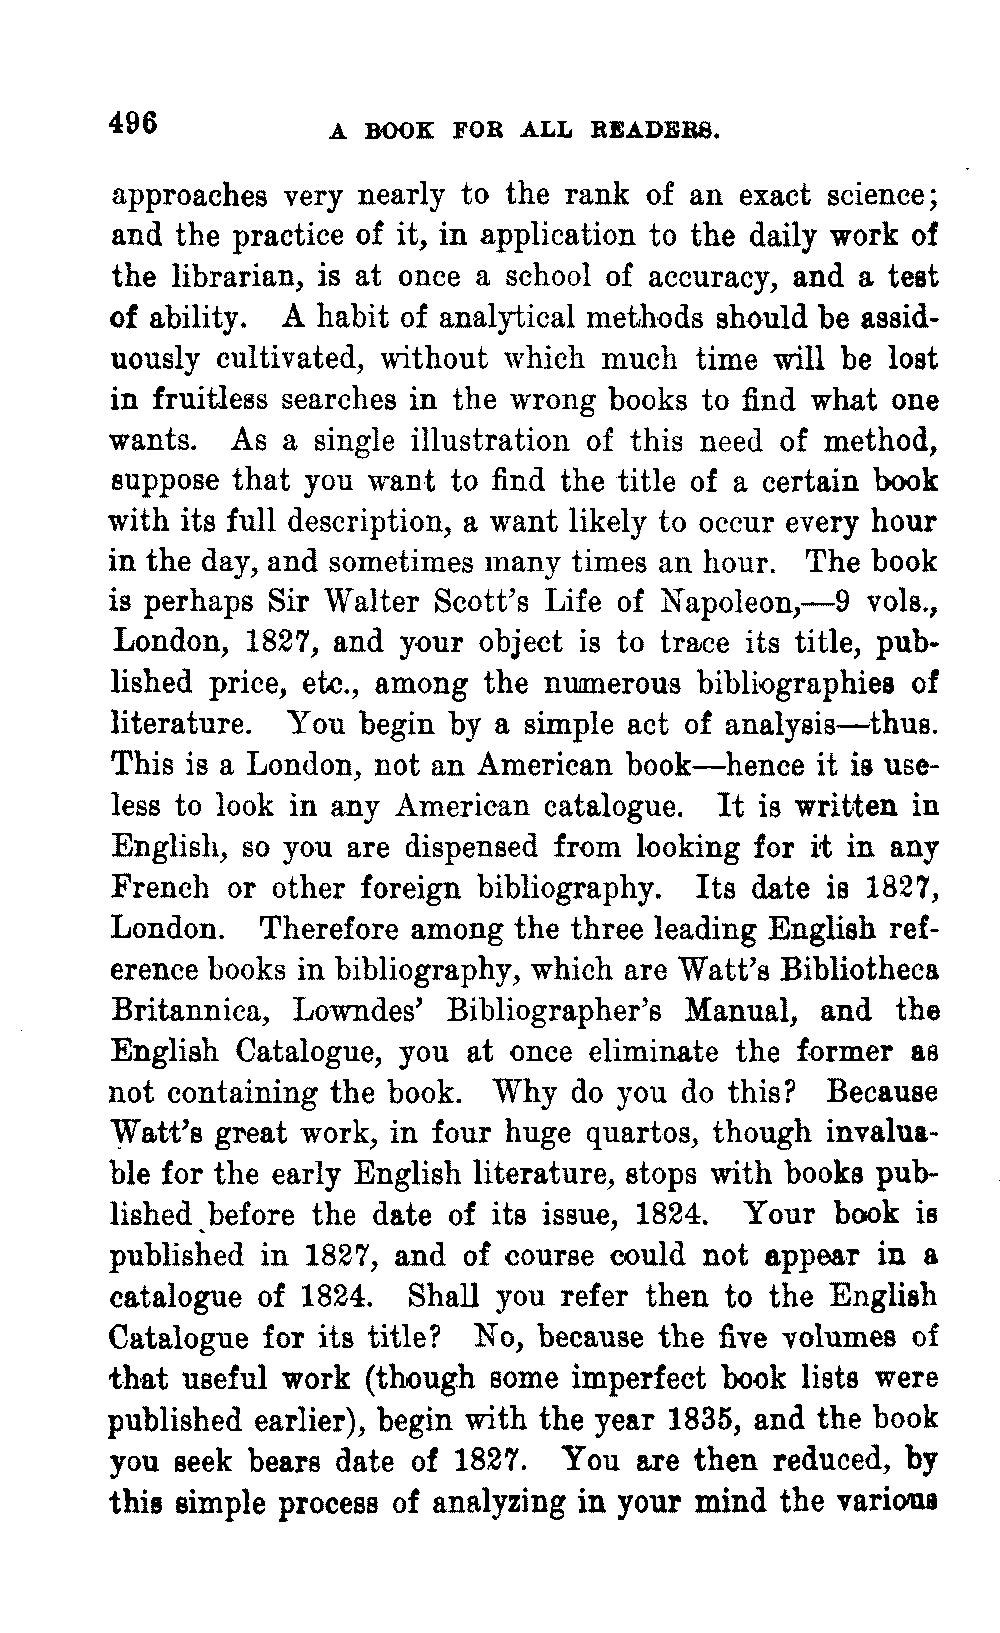 496
A BOOK FOR ALL READERS.
approaches very nearly to the rank of an exact science;
and the practice of it, in application to the daily work of
the librarian, is at once a school of accuracy, and a test
of ability. A habit of analytical methods should be assid-
uously cultivated, without which much time will be lost
in fruitless searches in the wrong books to find what one
wants. As a single illustration of this need of method,
suppose that you want to find the title of a certain book
with its full description, a want likely to occur every hour
in the day, and sometimes many times an hour. The book
is perhaps Sir Walter Scott's Life of Napoleon,—9 vols.,
London, 1827, and your object is to trace its title, pub-
lished price, etc., among the numerous bibliographies of
literature. You begin by a simple act of analysis—thus.
This is a London, not an American book—hence it is use-
less to look in any American catalogue. It is written in
English, so you are dispensed from looking for it in any
French or other foreign bibliography. Its date is 1827,
London. Therefore among the three leading English ref-
erence books in bibliography, which are Watt's Bibliotheca
Britannica, Lowndes' Bibliographer's Manual, and the
English Catalogue, you at once eliminate the former as
not containing the book. Why do you do this? Because
Watt's great work, in four huge quartos, though invalua-
ble for the early English literature, stops with books pub-
lished before the date of its issue, 1824. Your book is
published in 1827, and of course could not appear in a
catalogue of 1824. Shall you refer then to the English
Catalogue for its title? No, because the five volumes of
that useful work (though some imperfect book lists were
published earlier), begin with the year 1835, and the book
you seek bears date of 1827. You are then reduced, by
this simple process of analyzing in your mind the various